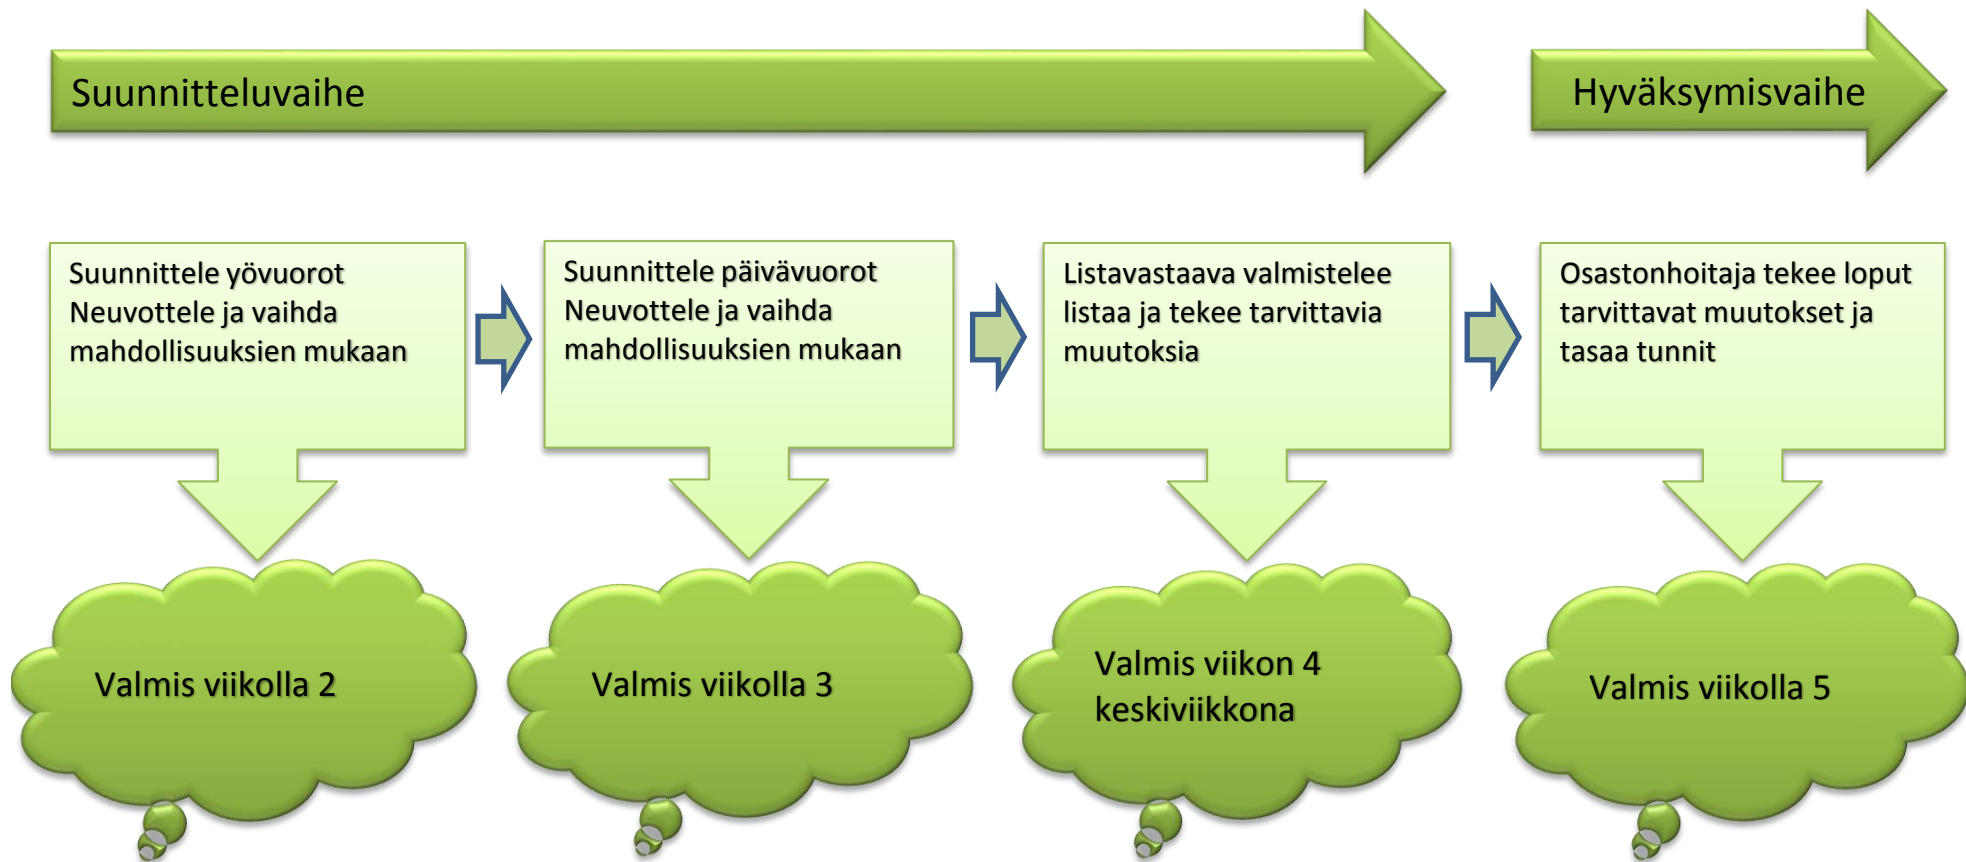 Suunnitteluvaihe
Hyväksymisvaihe
Suunnittele yövuorot
Neuvottele ja vaihda
mahdollisuuksien mukaan
Suunnittele päivävuorot
Neuvottele ja vaihda
mahdollisuuksien mukaan
Listavastaava valmistelee
listaa ja tekee tarvittavia
muutoksia
Osastonhoitaja tekee loput
tarvittavat muutokset ja
tasaa tunnit
Valmis viikolla 2
Valmis viikolla 3
Valmis viikon 4
keskiviikkona
Valmis viikolla 5